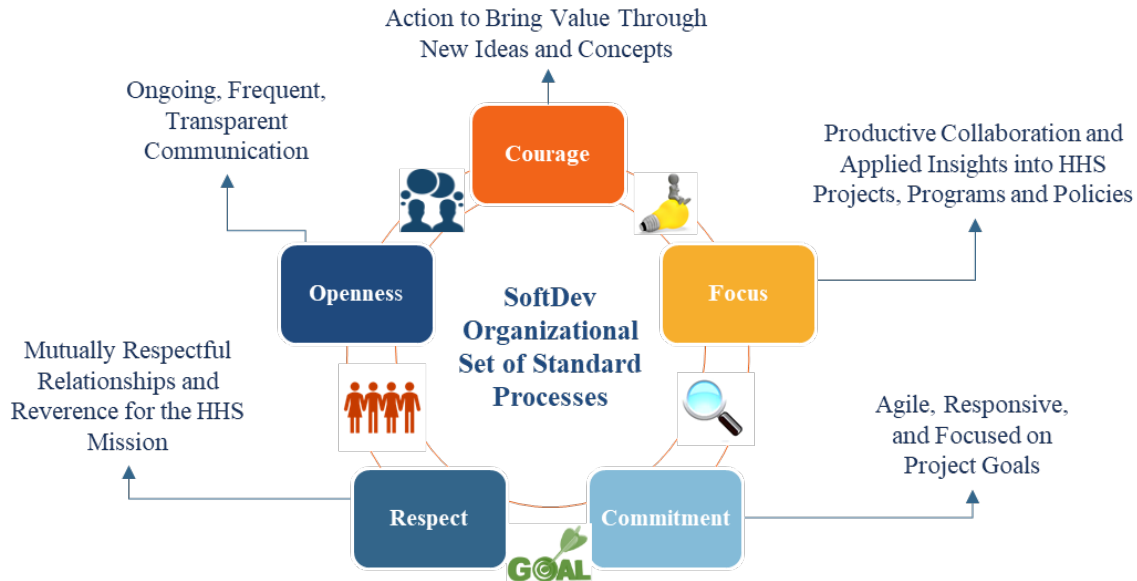 Action to Bring Value Through
New Ideas and Concepts
Ongoing, Frequent,
Transparent
Communication
Courage
Productive Collaboration and
Applied Insights into HHS
Projects, Programs and Policies
Openness
Focus
SoftDev
Organizational
Set of Standard
Processes
Mutually Respectful
Relationships and
Reverence for the HHS
Mission
Agile, Responsive,
and Focused on
Project Goals
Respect
Commitment
GOAL